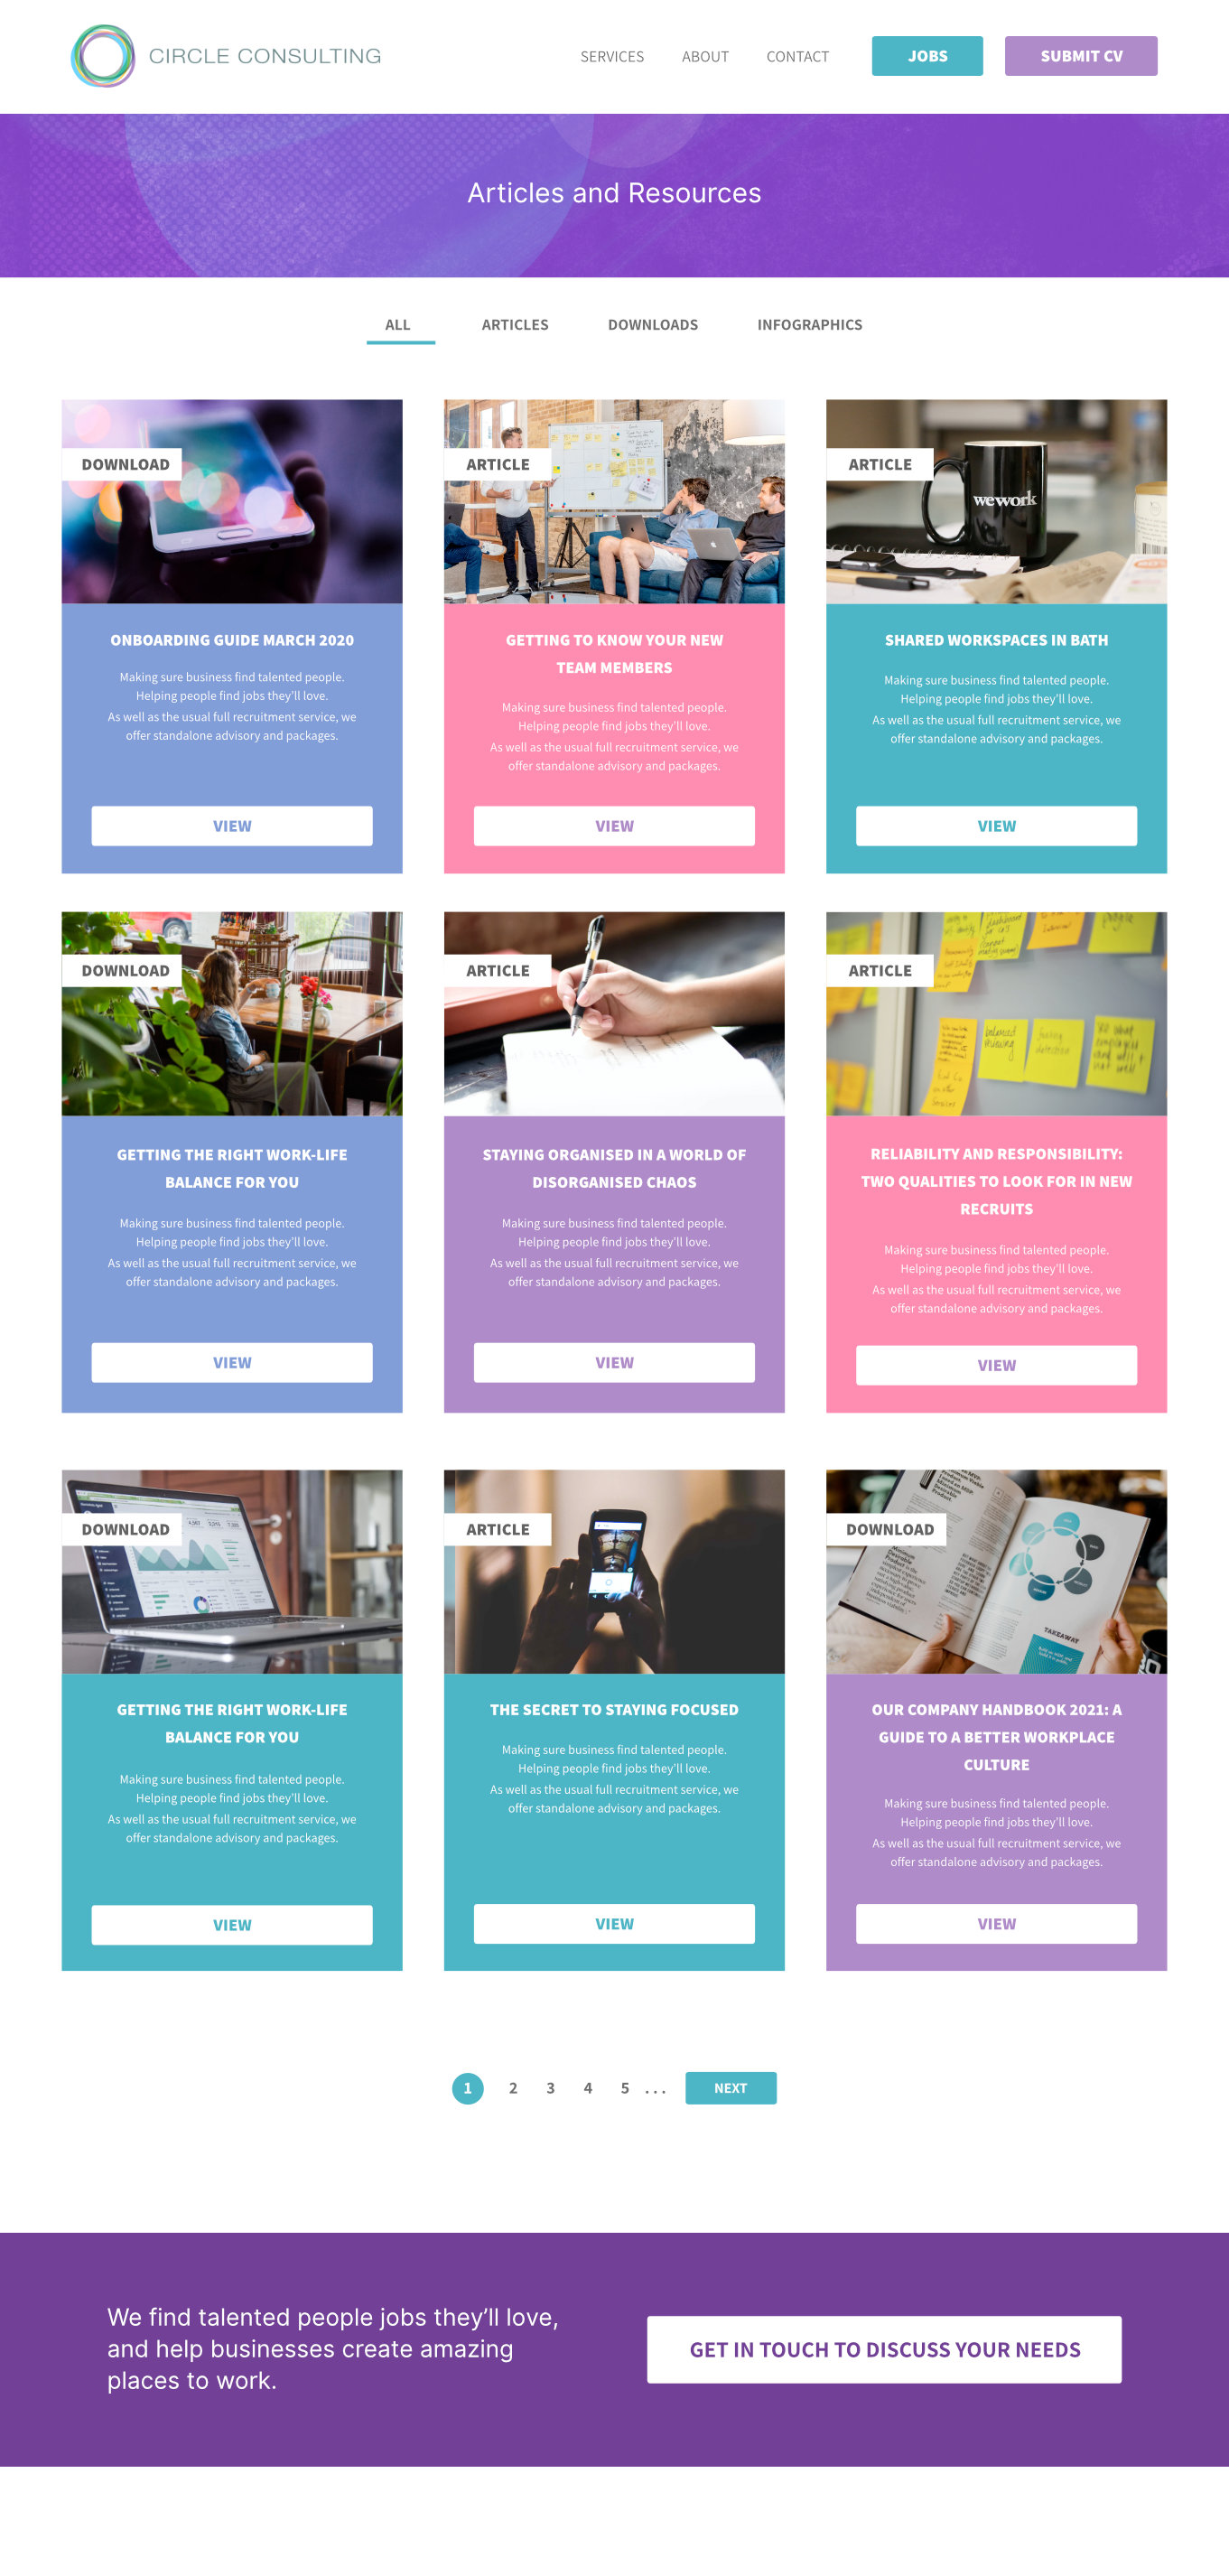 CIRCLE CONSULTING
SERVICES
ABOUT
CONTACT
JOBS
SUBMIT CV
Articles and Resources
ALL
ARTICLES
DOWNLOADS
INFOGRAPHICS
DOWNLOAD
ONBOARDING GUIDE MARCH 2020
Making sure business find talented people.
Helping people find jobs they'll love.
As well as the usual full recruitment service, we
offer standalone advisory and packages.
VIEW
ARTICLE
GETTING TO KNOW YOUR NEW
TEAM MEMBERS
Making sure business find talented people.
Helping people find jobs they'll love.
As well as the usual full recruitment service, we
offer standalone advisory and packages.
VIEW
ARTICLE
wework
SHARED WORKSPACES IN BATH
Making sure business find talented people.
Helping people find jobs they'll love.
As well as the usual full recruitment service, we
offer standalone advisory and packages.
VIEW
DOWNLOAD
GETTING THE RIGHT WORK-LIFE
BALANCE FOR YOU
Making sure business find talented people.
Helping people find jobs they'll love.
As well as the usual full recruitment service, we
offer standalone advisory and packages.
VIEW
ARTICLE
STAYING ORGANISED IN A WORLD OF
DISORGANISED CHAOS
Making sure business find talented people.
Helping people find jobs they'll love.
As well as the usual full recruitment service, we
offer standalone advisory and packages.
VIEW
ARTICLE
RELIABILITY AND RESPONSIBILITY:
TWO QUALITIES TO LOOK FOR IN NEW
RECRUITS
Making sure business find talented people.
Helping people find jobs they'll love.
As well as the usual full recruitment service, we
offer standalone advisory and packages.
VIEW
DOWNLOAD
GETTING THE RIGHT WORK-LIFE
BALANCE FOR YOU
Making sure business find talented people.
Helping people find jobs they'll love.
As well as the usual full recruitment service, we
offer standalone advisory and packages.
VIEW
ARTICLE
THE SECRET TO STAYING FOCUSED
Making sure business find talented people.
Helping people find jobs they'll love.
As well as the usual full recruitment service, we
offer standalone advisory and packages.
VIEW
DOWNLOAD
TAKEAWAY
OUR COMPANY HANDBOOK 2021: A
GUIDE TO A BETTER WORKPLACE
CULTURE
Making sure business find talented people.
Helping people find jobs they'll love.
As well as the usual full recruitment service, we
offer standalone advisory and packages.
VIEW
1 2 3 4 5 ... NEXT
We find talented people jobs they'll love,
and help businesses create amazing
places to work.
GET IN TOUCH TO DISCUSS YOUR NEEDS